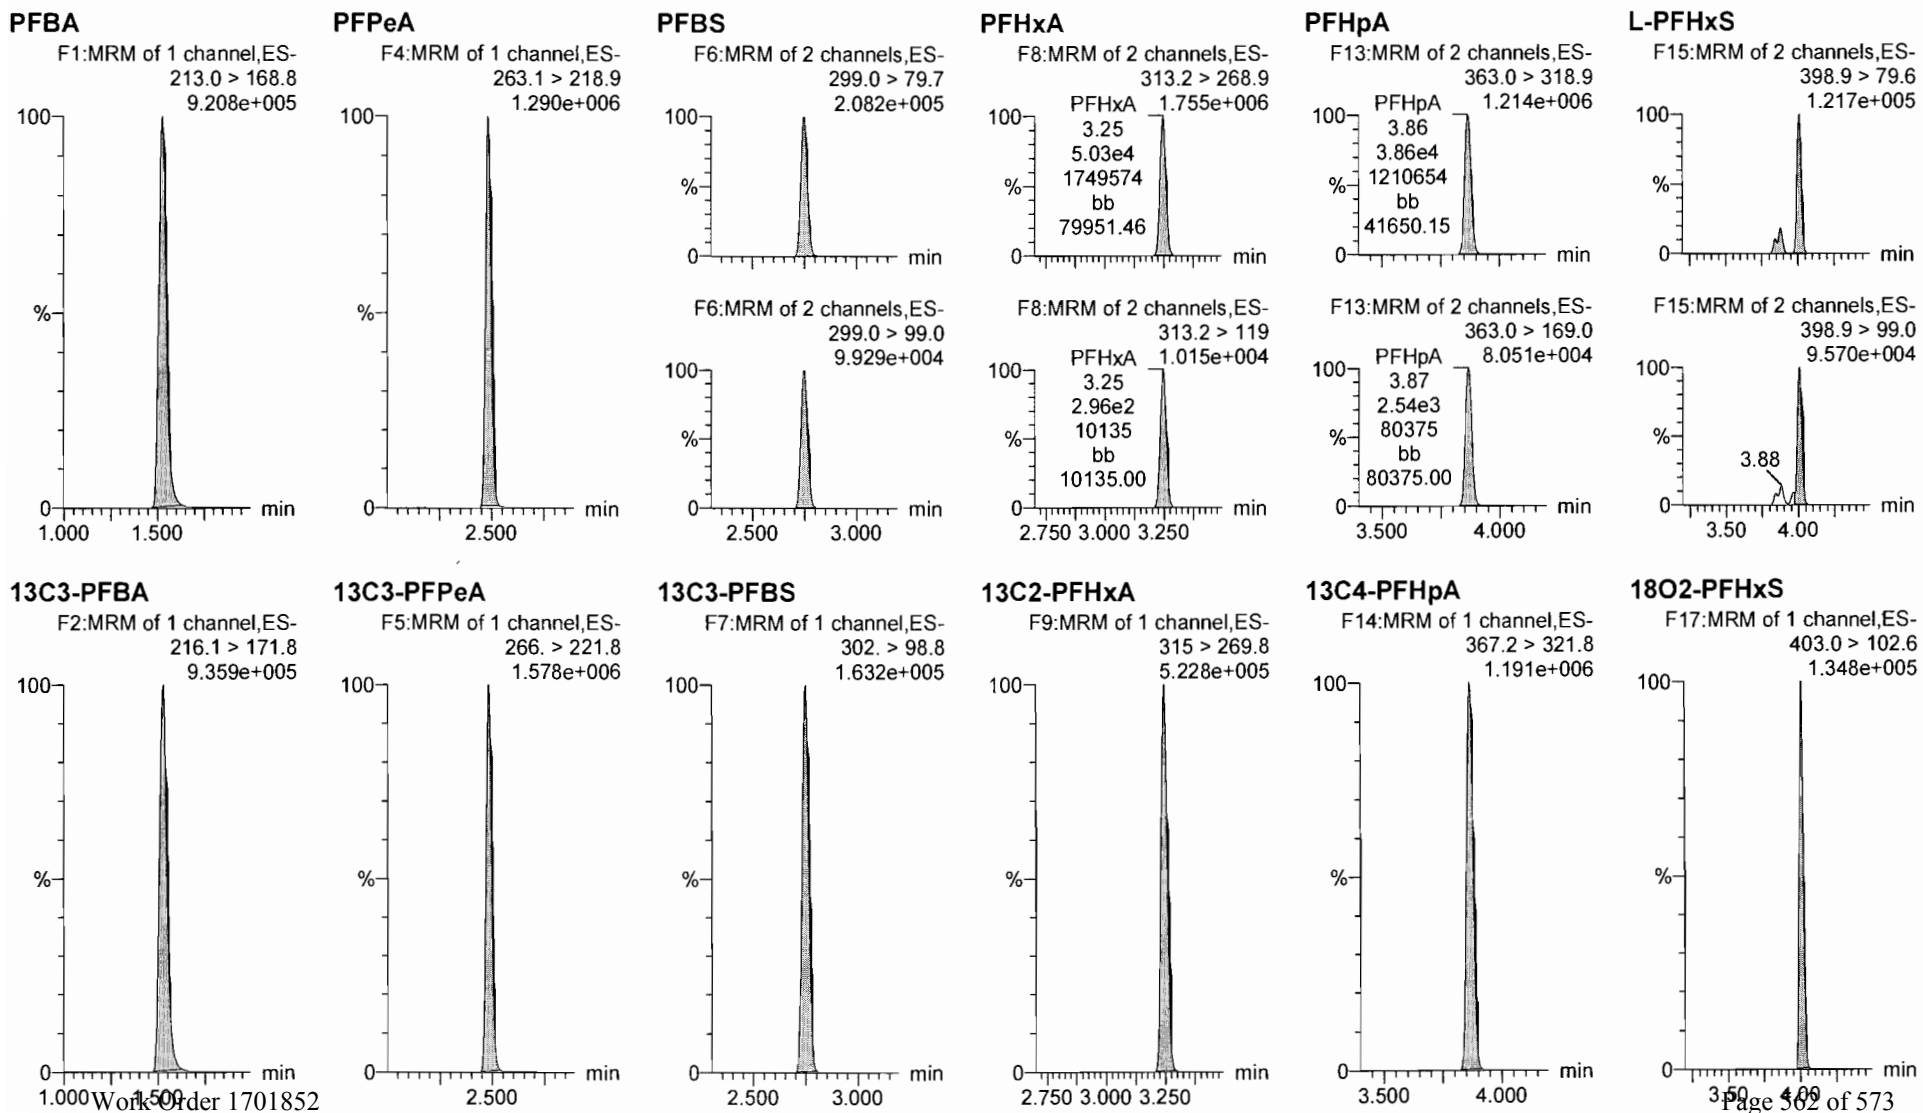 PFBA
F1:MRM of 1 channel,ES-
213.0 > 168.8
9.208e+005
100
%
0
min
1.000 1.500
PFPeA
F4:MRM of 1 channel,ES-
263.1 > 218.9
1.290e+006
100
%
0
min
2.500
PFBS
F6:MRM of 2 channels,ES-
299.0 > 79.7
2.082e+005
100
%
0
min
F6:MRM of 2 channels,ES-
299.0 > 99.0
9.929e+004
100
%
0
min
2.500 3.000
PFHxA
F8:MRM of 2 channels,ES-
313.2 > 268.9
1.755e+006
PFHxA
3.25
5.03e4
1749574
bb
79951.46
100
%
0
min
F8:MRM of 2 channels,ES-
313.2 > 119
1.015e+004
PFHxA
3.25
2.96e2
10135
bb
10135.00
100
%
0
min
2.750 3.000 3.250
PFHpA
F13:MRM of 2 channels,ES-
363.0 > 318.9
1.214e+006
PFHpA
3.86
3.86e4
1210654
bb
41650.15
100
%
0
min
F13:MRM of 2 channels,ES-
363.0 > 169.0
8.051e+004
PFHpA
3.87
2.54e3
80375
bb
80375.00
100
%
0
min
3.500 4.000
L-PFHxS
F15:MRM of 2 channels,ES-
398.9 > 79.6
1.217e+005
100
%
0
min
F15:MRM of 2 channels,ES-
398.9 > 99.0
9.570e+004
100
%
3.88
0
min
3.50 4.00
13C3-PFBA
F2:MRM of 1 channel,ES-
216.1 > 171.8
9.359e+005
100
%
0
min
1.000 1.500
13C3-PFPeA
F5:MRM of 1 channel,ES-
266. > 221.8
1.578e+006
100
%
0
min
2.500
13C3-PFBS
F7:MRM of 1 channel,ES-
302. > 98.8
1.632e+005
100
%
0
min
2.500 3.000
13C2-PFHxA
F9:MRM of 1 channel,ES-
315 > 269.8
5.228e+005
100
%
0
min
2.750 3.000 3.250
13C4-PFHpA
F14:MRM of 1 channel,ES-
367.2 > 321.8
1.191e+006
100
%
0
min
3.500 4.000
18O2-PFHxS
F17:MRM of 1 channel,ES-
403.0 > 102.6
1.348e+005
100
%
0
min
3.50 4.00
Work Order 1701852
Page 562 of 573